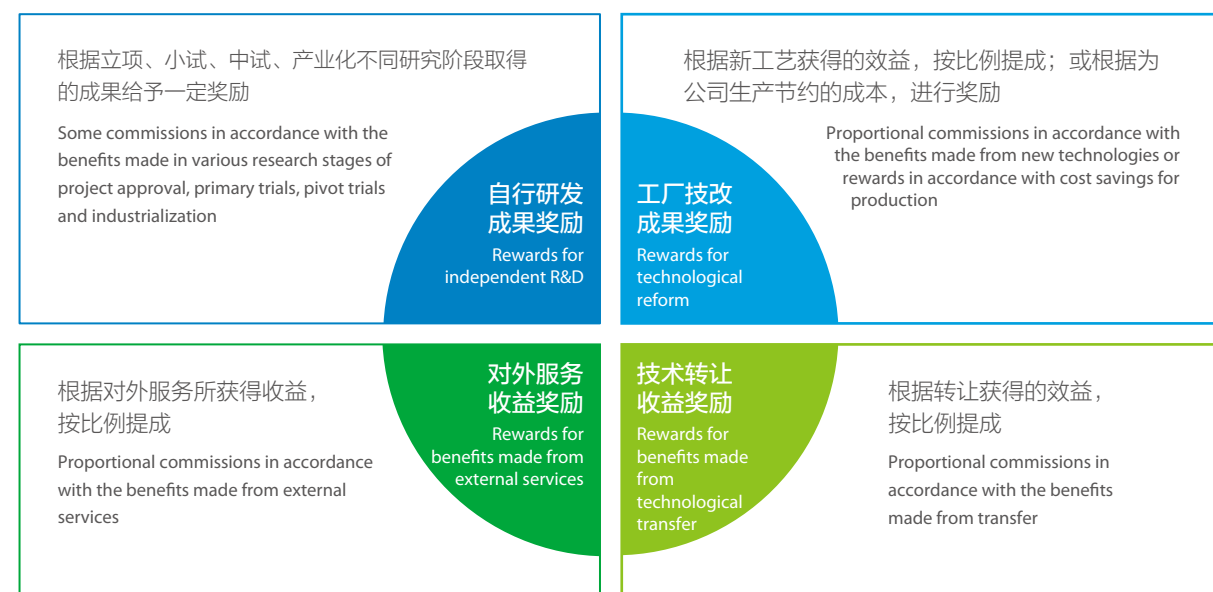 根据立项、小试、中试、产业化不同研究阶段取得
的成果给予一定奖励
Some commissions in accordance with the
benefits made in various research stages of
project approval, primary trials, pivot trials
and industrialization
自行研发
成果奖励
Rewards for
independent R&D
根据新工艺获得的效益，按比例提成；或根据为
公司生产节约的成本，进行奖励
Proportional commissions in accordance with
the benefits made from new technologies or
rewards in accordance with cost savings for
production
工厂技改
成果奖励
Rewards for
technological
reform
根据对外服务所获得收益，
按比例提成
Proportional commissions in accordance
with the benefits made from external
services
对外服务
收益奖励
Rewards for
benefits made from
external services
技术转让
收益奖励
Rewards for
benefits made
from
technological
transfer
根据转让获得的效益，
按比例提成
Proportional commissions in
accordance with the benefits
made from transfer